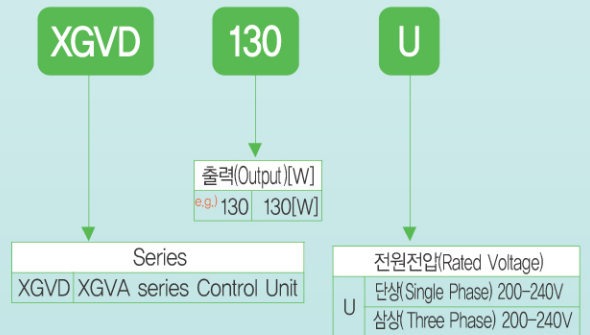 XGVD 130 U
출력(Output)[W]
e.g.) 130 130[W]
Series
XGVD XGVA series Control Unit
전원전압(Rated Voltage)
U
단상(Single Phase) 200-240V
삼상( Three Phase) 200-240V